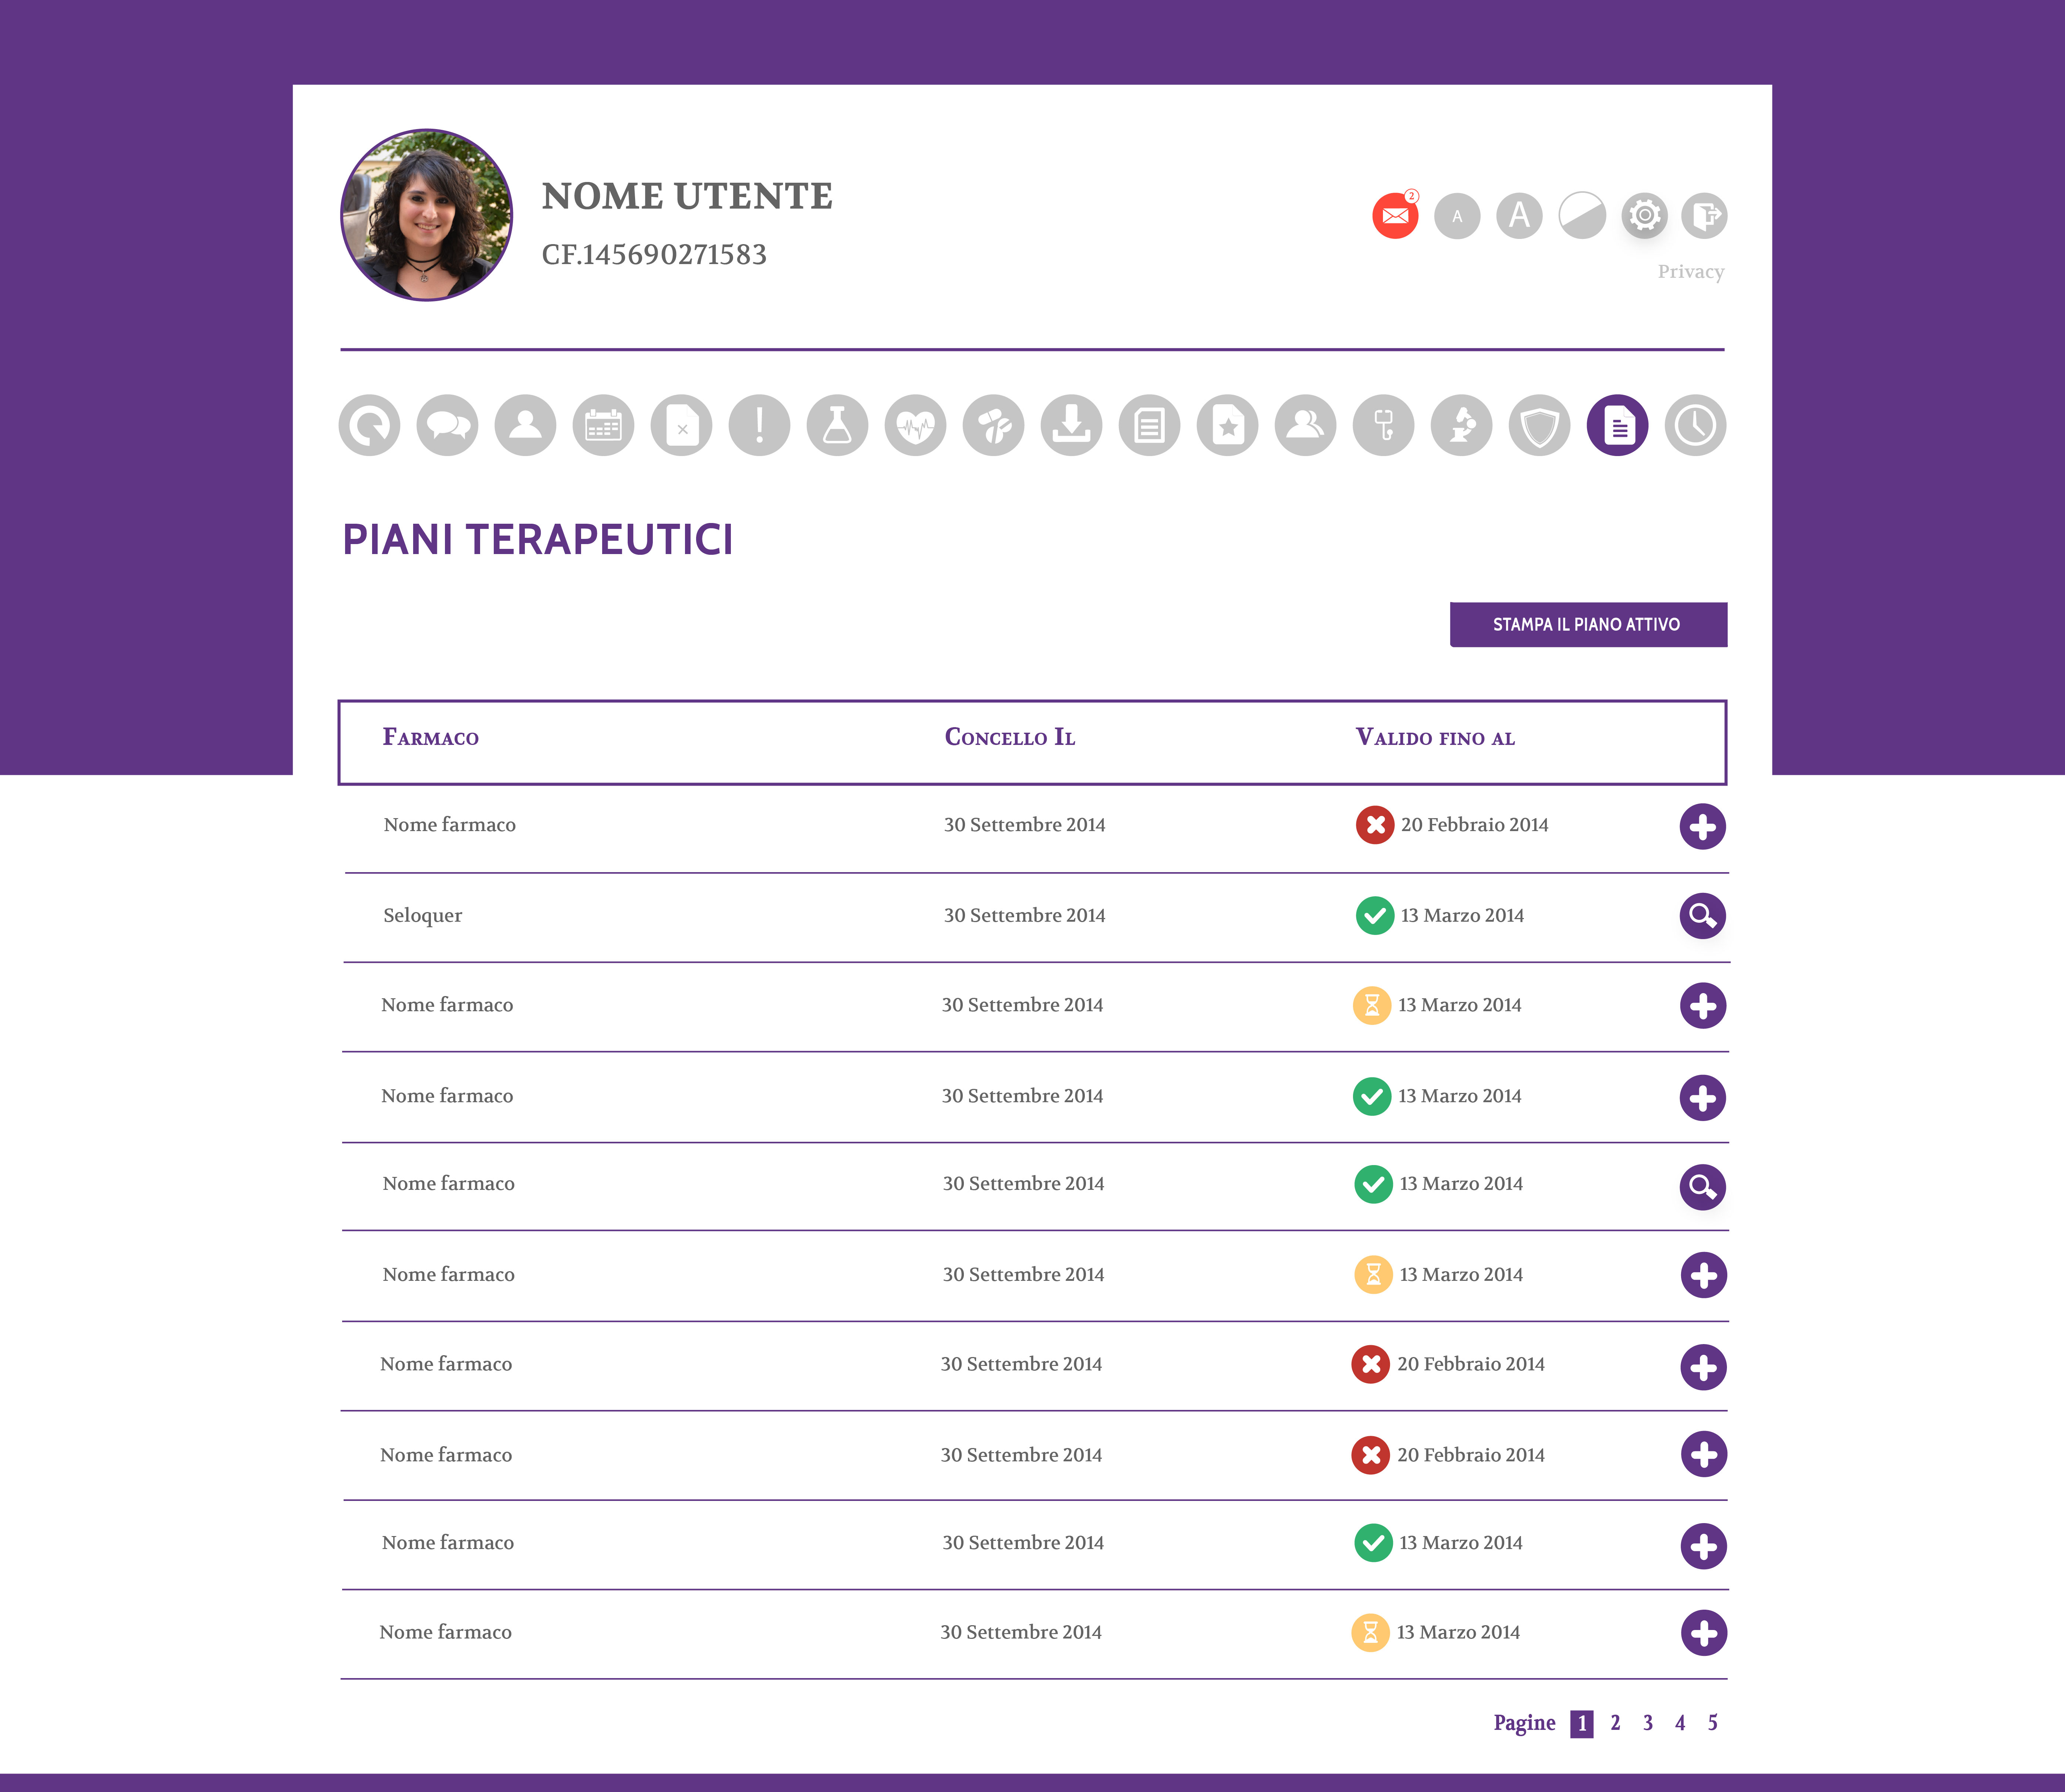 NOME UTENTE
CF.145690271583
2
A
A
Privacy
PIANI TERAPEUTICI
STAMPA IL PIANO ATTIVO
Farmaco Concello Il Valido fino al
Nome farmaco 30 Settembre 2014 20 Febbraio 2014
Seloquer 30 Settembre 2014 13 Marzo 2014
Nome farmaco 30 Settembre 2014 13 Marzo 2014
Nome farmaco 30 Settembre 2014 13 Marzo 2014
Nome farmaco 30 Settembre 2014 13 Marzo 2014
Nome farmaco 30 Settembre 2014 13 Marzo 2014
Nome farmaco 30 Settembre 2014 20 Febbraio 2014
Nome farmaco 30 Settembre 2014 20 Febbraio 2014
Nome farmaco 30 Settembre 2014 13 Marzo 2014
Nome farmaco 30 Settembre 2014 13 Marzo 2014
Pagine 1 2 3 4 5